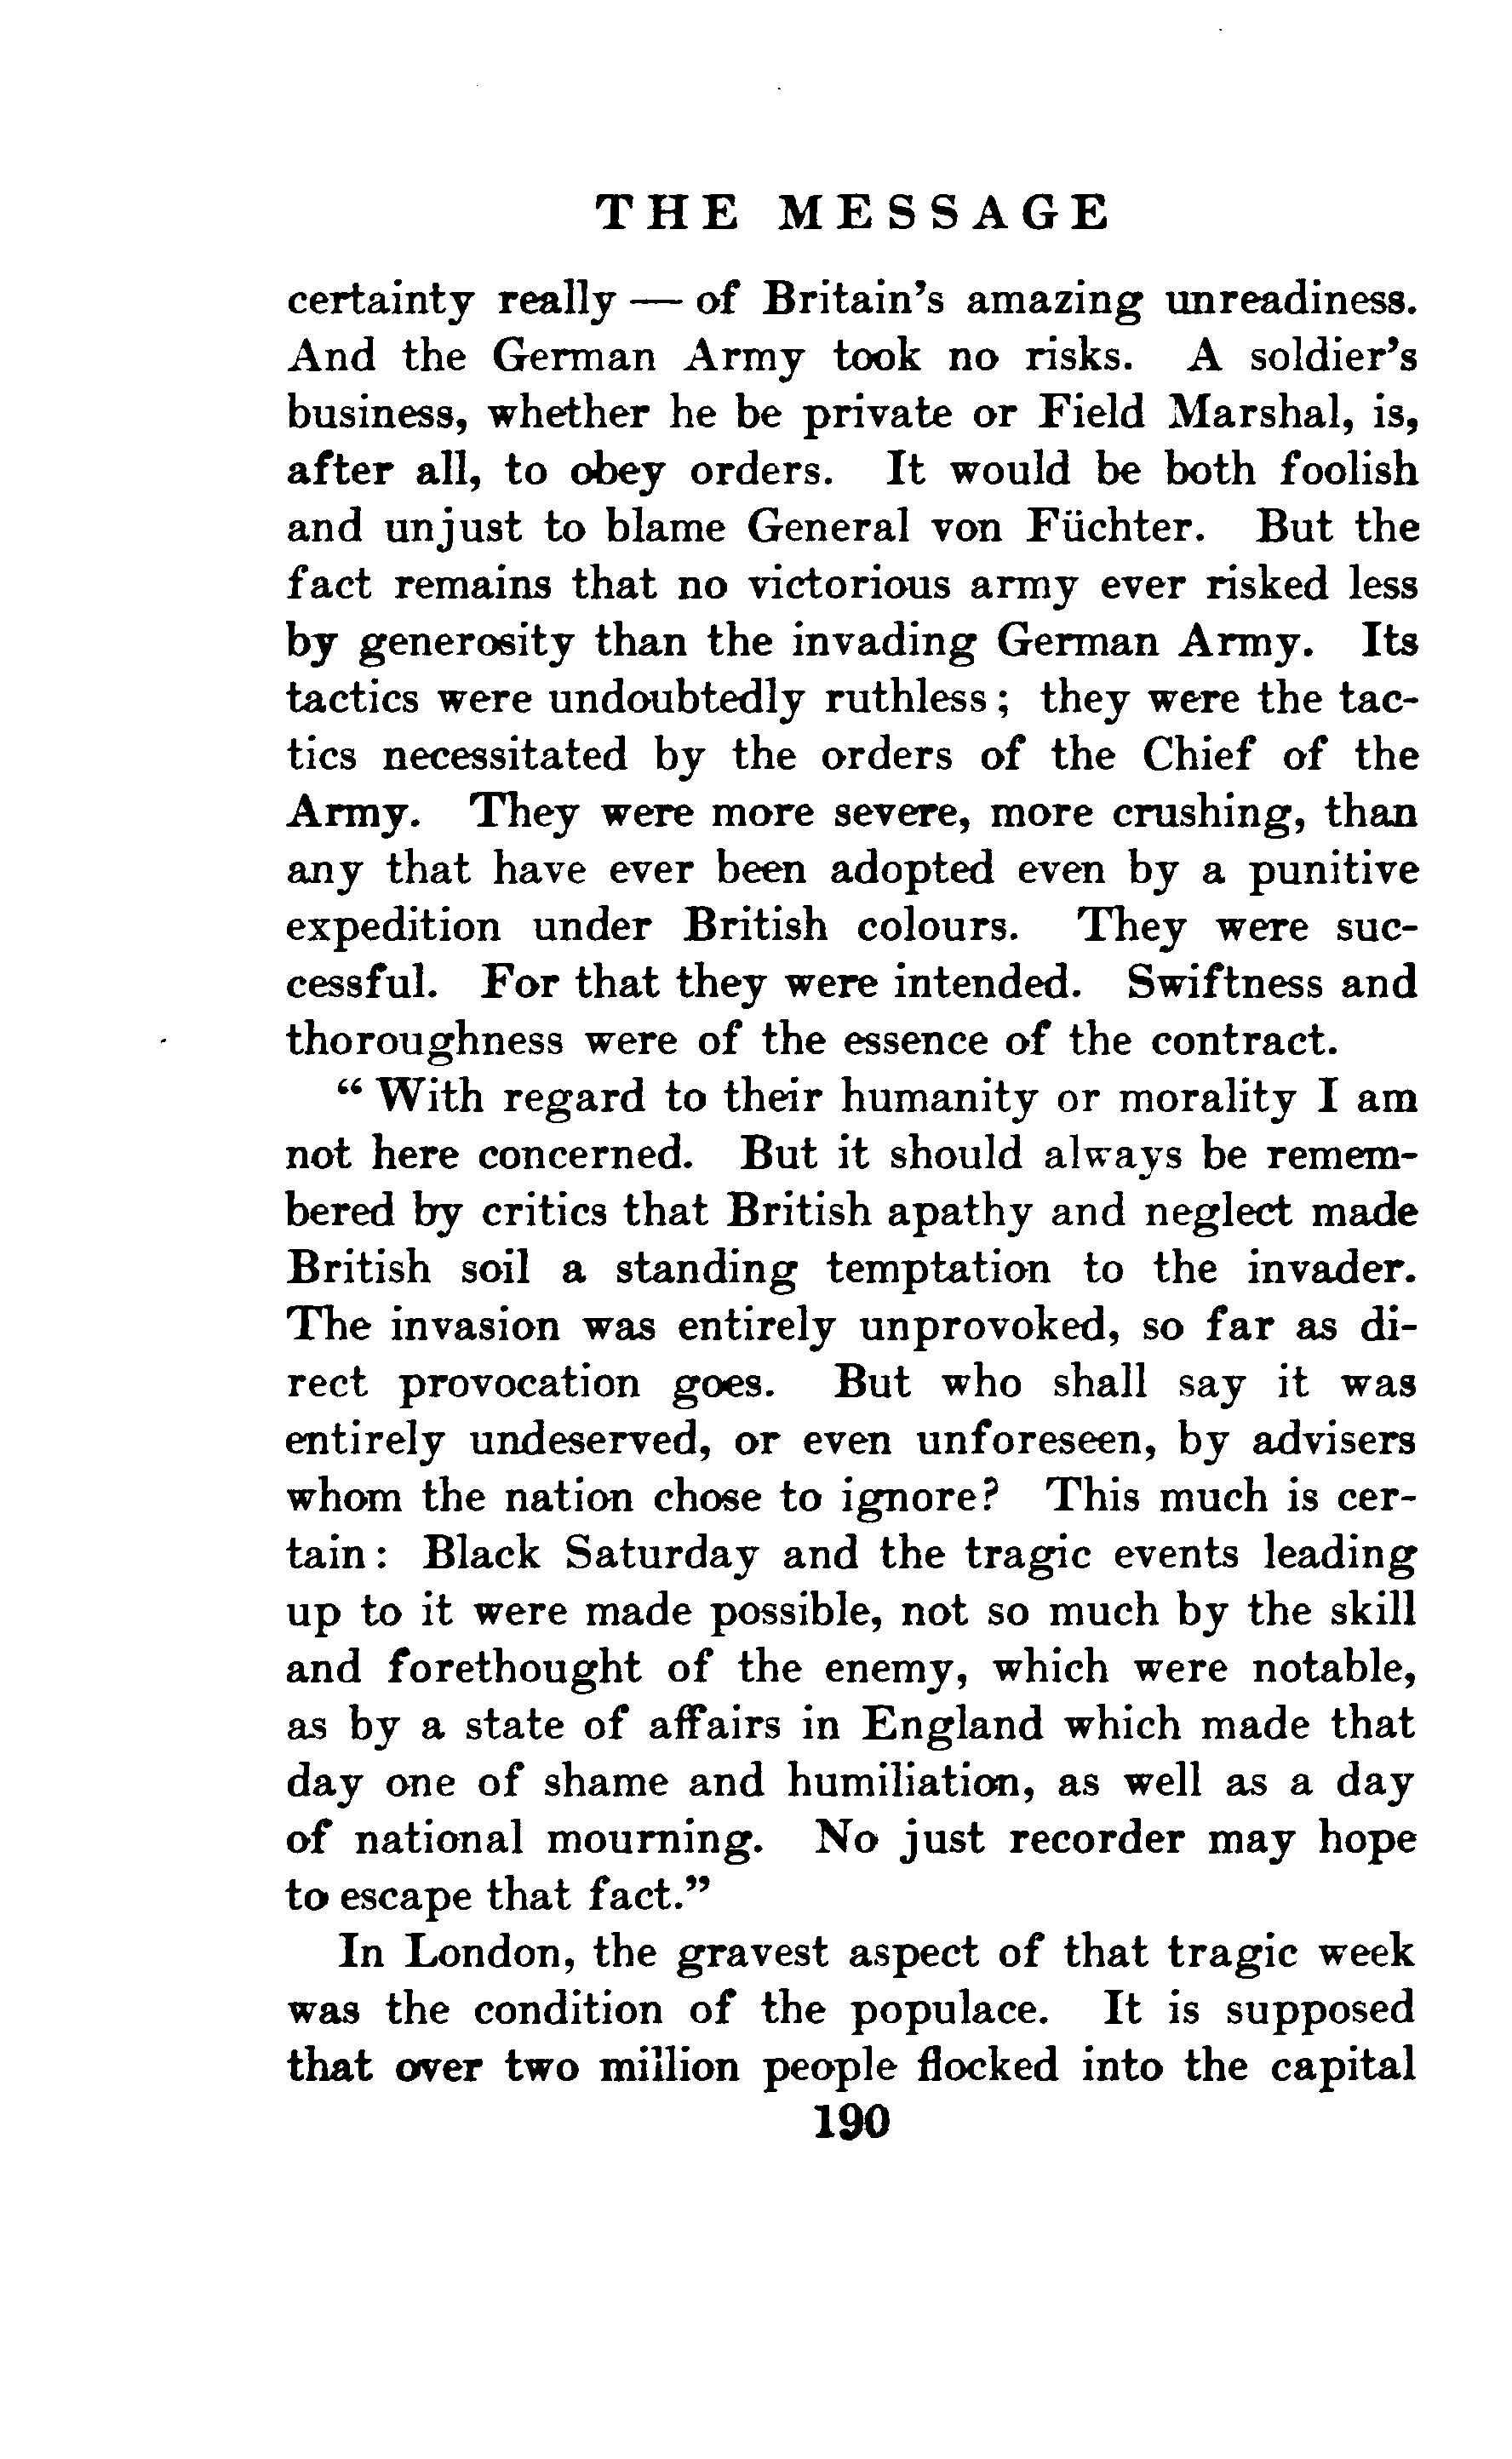 THE MESSAGE
certainty really — of Britain's amazing unreadiness.
And the German Army took no risks. A soldier's
business, whether he be private or Field Marshal, is,
after all, to obey orders. It would be both foolish
and unjust to blame General von Füchter. But the
fact remains that no victorious army ever risked less
by generosity than the invading German Army. Its
tactics were undoubtedly ruthless; they were the tac-
tics necessitated by the orders of the Chief of the
Army. They were more severe, more crushing, than
any that have ever been adopted even by a punitive
expedition under British colours. They were suc-
cessful. For that they were intended. Swiftness and
thoroughness were of the essence of the contract.
"With regard to their humanity or morality I am
not here concerned. But it should always be remem-
bered by critics that British apathy and neglect made
British soil a standing temptation to the invader.
The invasion was entirely unprovoked, so far as di-
rect provocation goes. But who shall say it was
entirely undeserved, or even unforeseen, by advisers
whom the nation chose to ignore? This much is cer-
tain: Black Saturday and the tragic events leading
up to it were made possible, not so much by the skill
and forethought of the enemy, which were notable,
as by a state of affairs in England which made that
day one of shame and humiliation, as well as a day
of national mourning. No just recorder may hope
to escape that fact."
In London, the gravest aspect of that tragic week
was the condition of the populace. It is supposed
that over two million people flocked into the capital
190